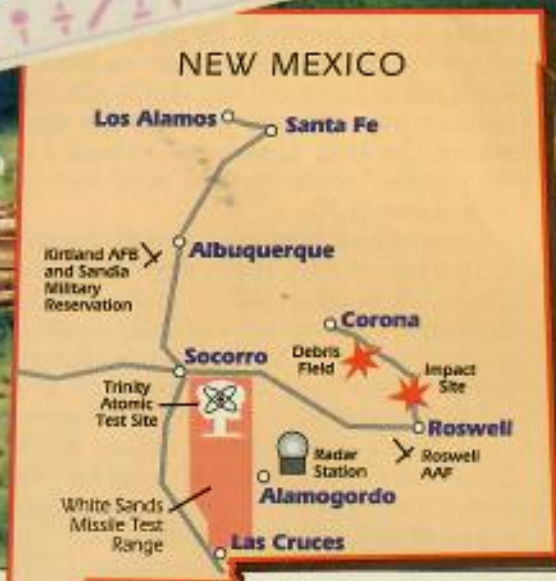 NEW MEXICO
Los Alamos
Santa Fe
Kirtland AFB
and Sandia
Military
Reservation
Albuquerque
Corona
Debris
Field
Impact
Site
Socorro
Trinity
Atomic
Test Site
Roswell
Radar
Station
Roswell
AAF
Alamogordo
White Sands
Missile Test
Range
Las Cruces